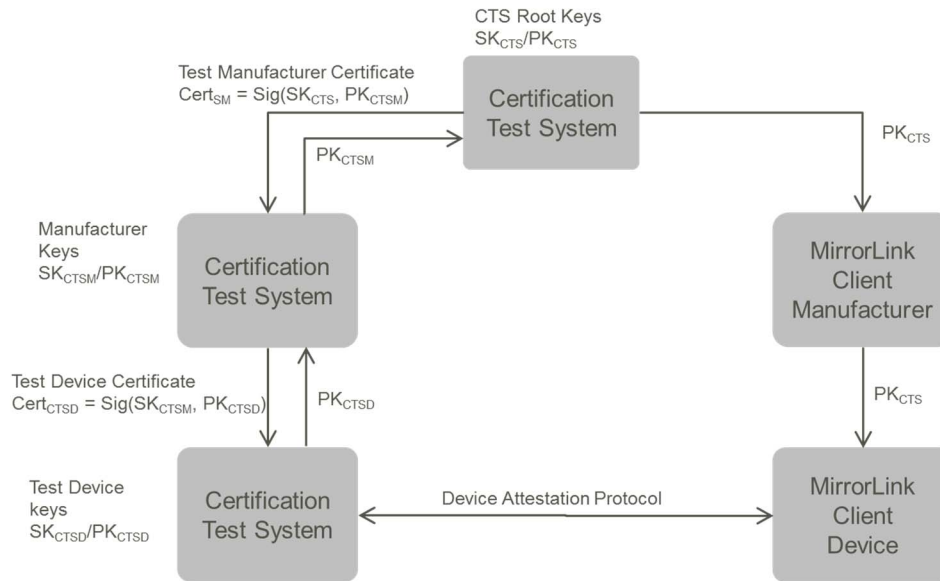 CTS Root Keys
SK_CTS/PK_CTS
Test Manufacturer Certificate
Cert_SM = Sig(SK_CTS, PK_CTSM)
Certification
Test System
PK_CTSM
PK_CTS
Manufacturer
Keys
SK_CTSM/PK_CTSM
Certification
Test System
MirrorLink
Client
Manufacturer
Test Device Certificate
Cert_CTSD = Sig(SK_CTSM, PK_CTSD)
PK_CTSD
PK_CTS
Test Device
keys
SK_CTSD/PK_CTSD
Certification
Test System
Device Attestation Protocol
MirrorLink
Client
Device